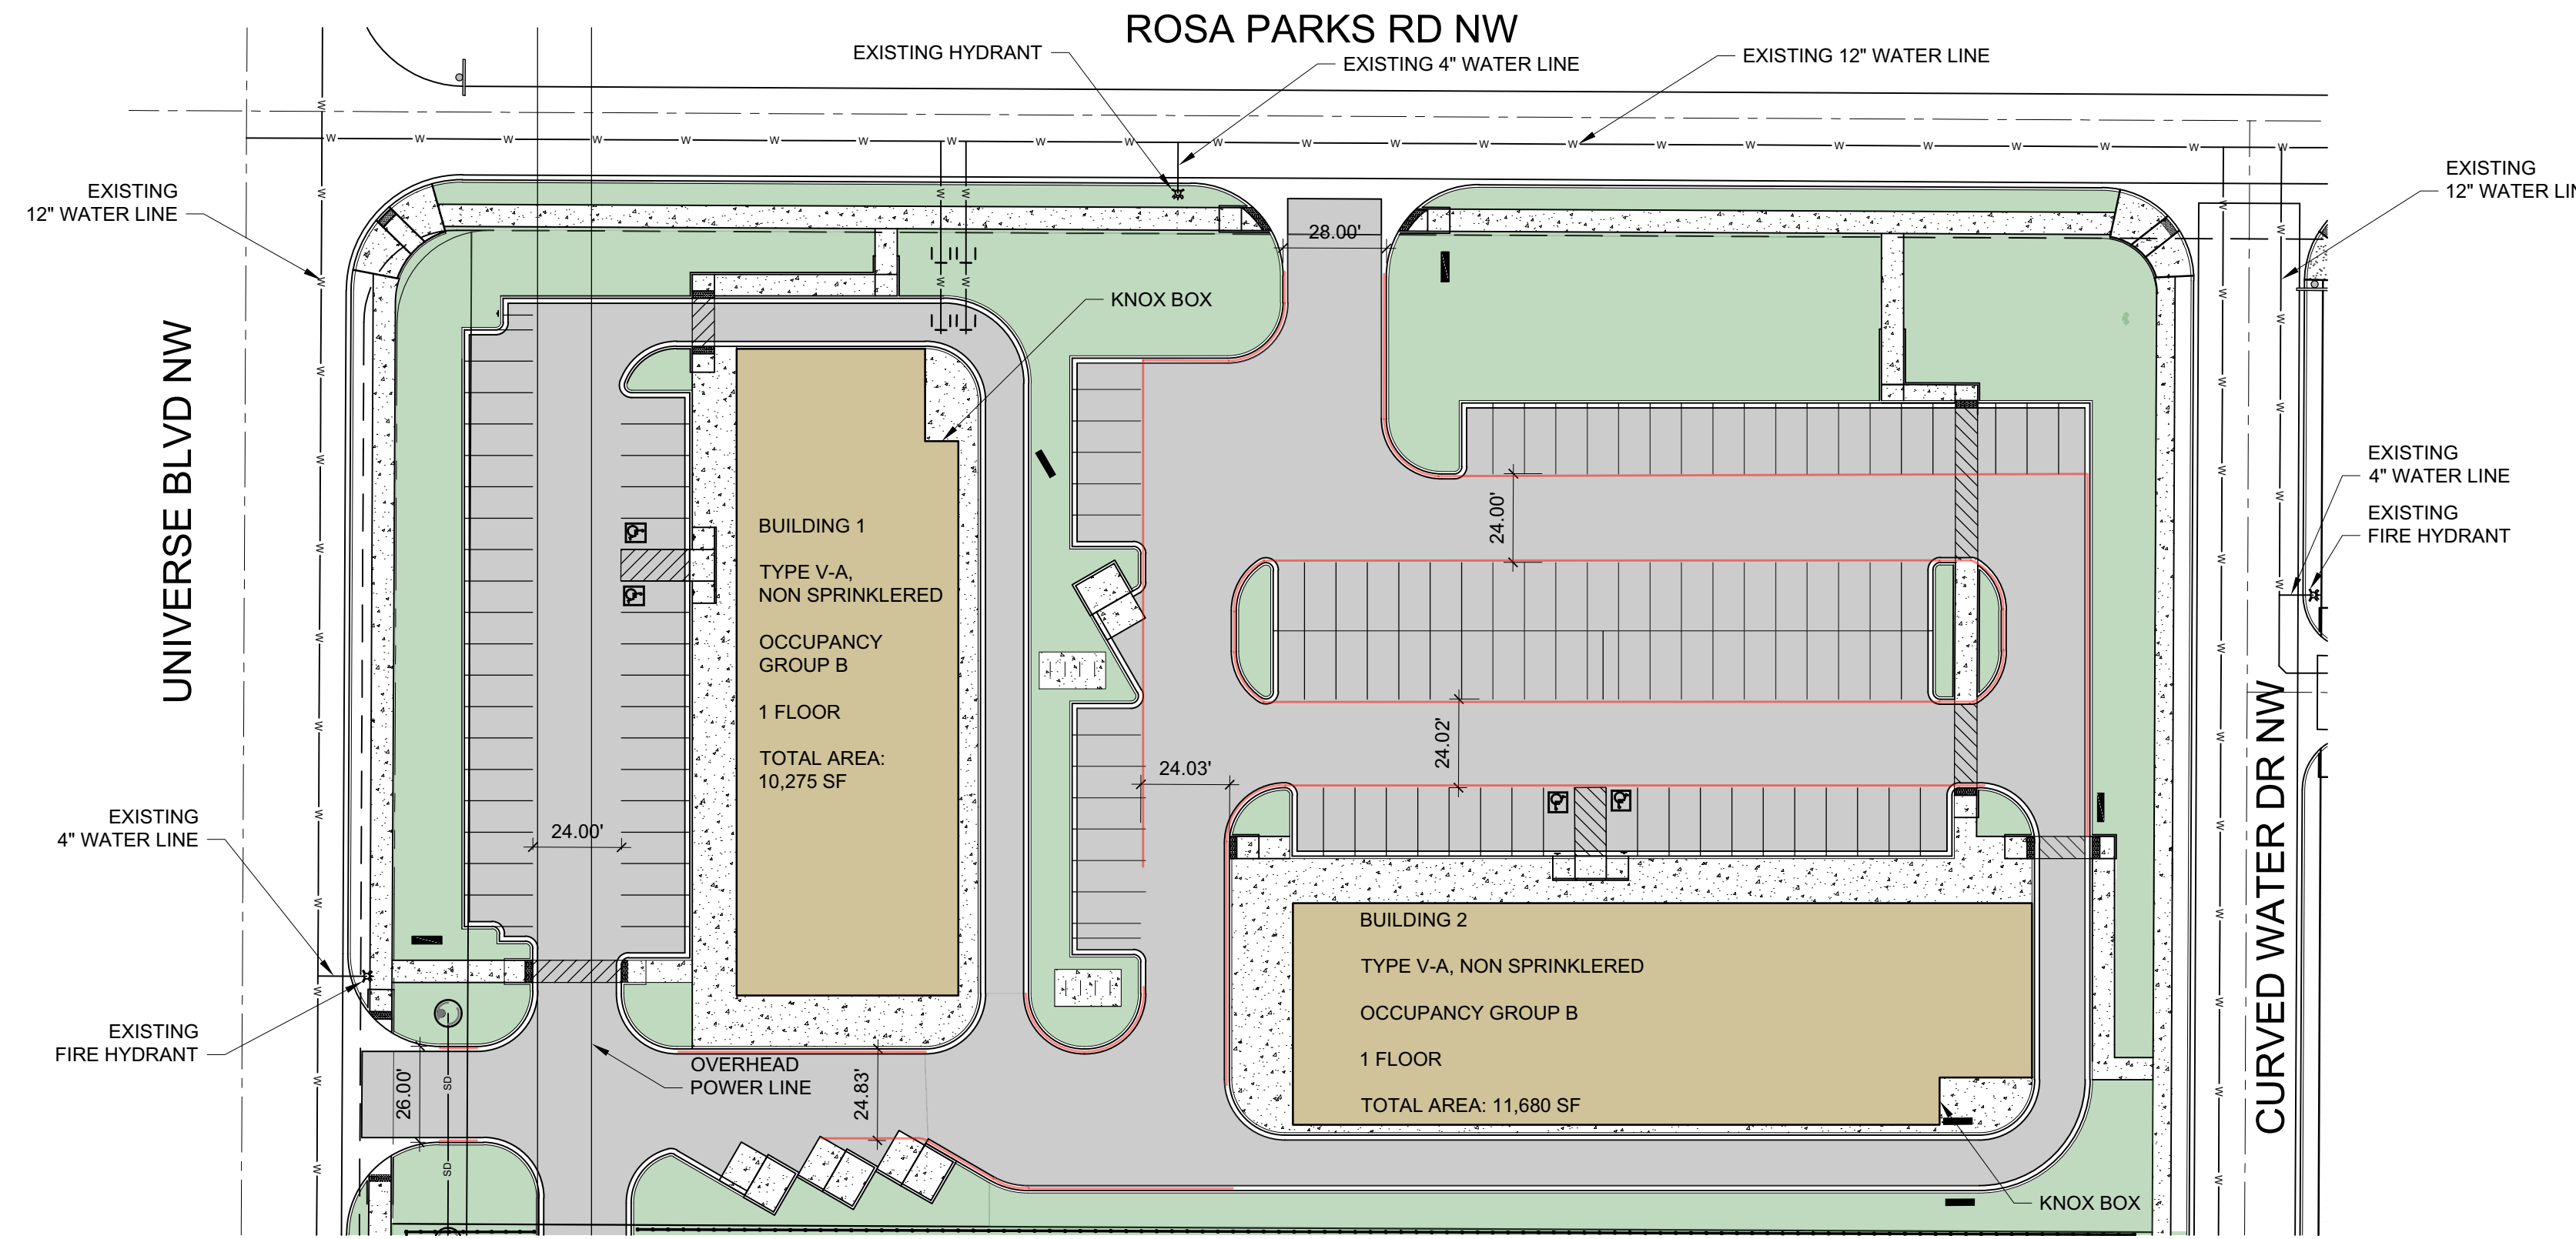 ROSA PARKS RD NW
EXISTING HYDRANT
EXISTING 4" WATER LINE
EXISTING 12" WATER LINE
EXISTING
12" WATER LINE
EXISTING
12" WATER LIN
28.00'
KNOX BOX
UNIVERSE BLVD NW
EXISTING
4" WATER LINE
EXISTING
FIRE HYDRANT
24.00'
BUILDING 1
TYPE V-A,
NON SPRINKLERED
OCCUPANCY
GROUP B
1 FLOOR
TOTAL AREA:
10,275 SF
24.02'
24.03'
24.00'
CURVED WATER DR NW
EXISTING
4" WATER LINE
EXISTING
FIRE HYDRANT
BUILDING 2
TYPE V-A, NON SPRINKLERED
OCCUPANCY GROUP B
1 FLOOR
TOTAL AREA: 11,680 SF
OVERHEAD
POWER LINE
26.00'
24.83'
SD
SD
KNOX BOX